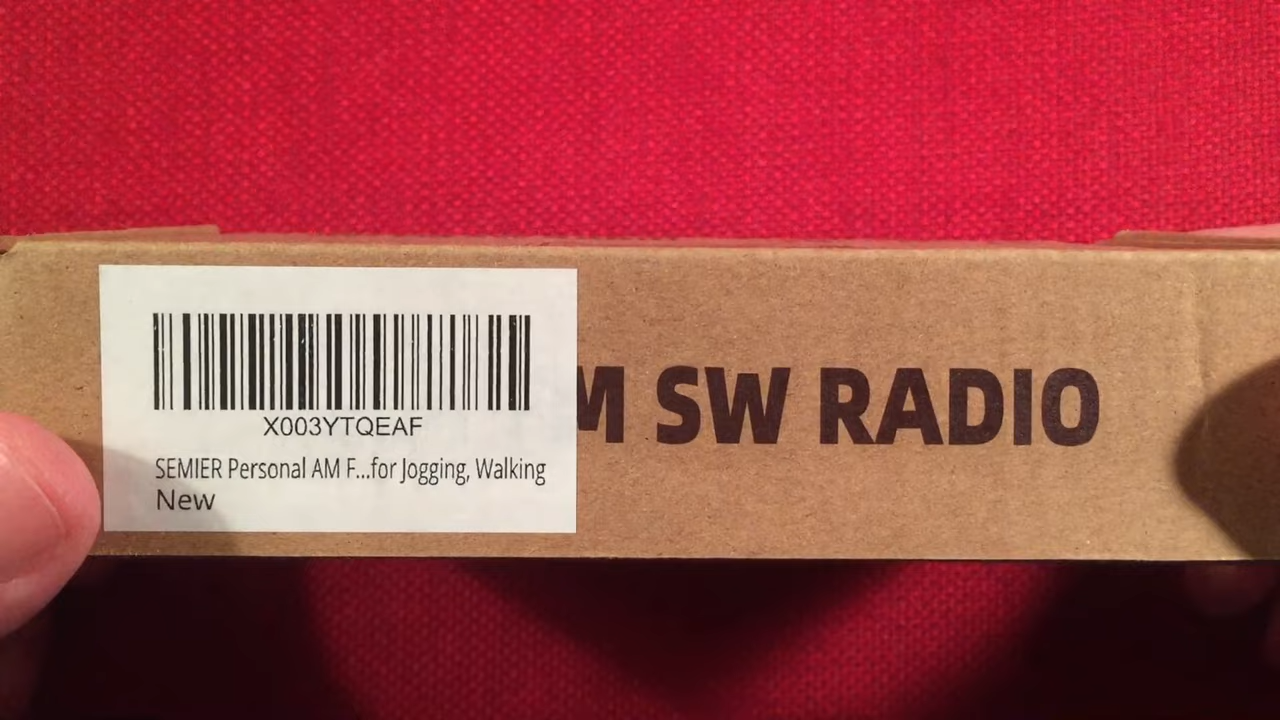 M SW RADIO
X003YTQEAF
SEMIER Personal AM F...for Jogging, Walking
New